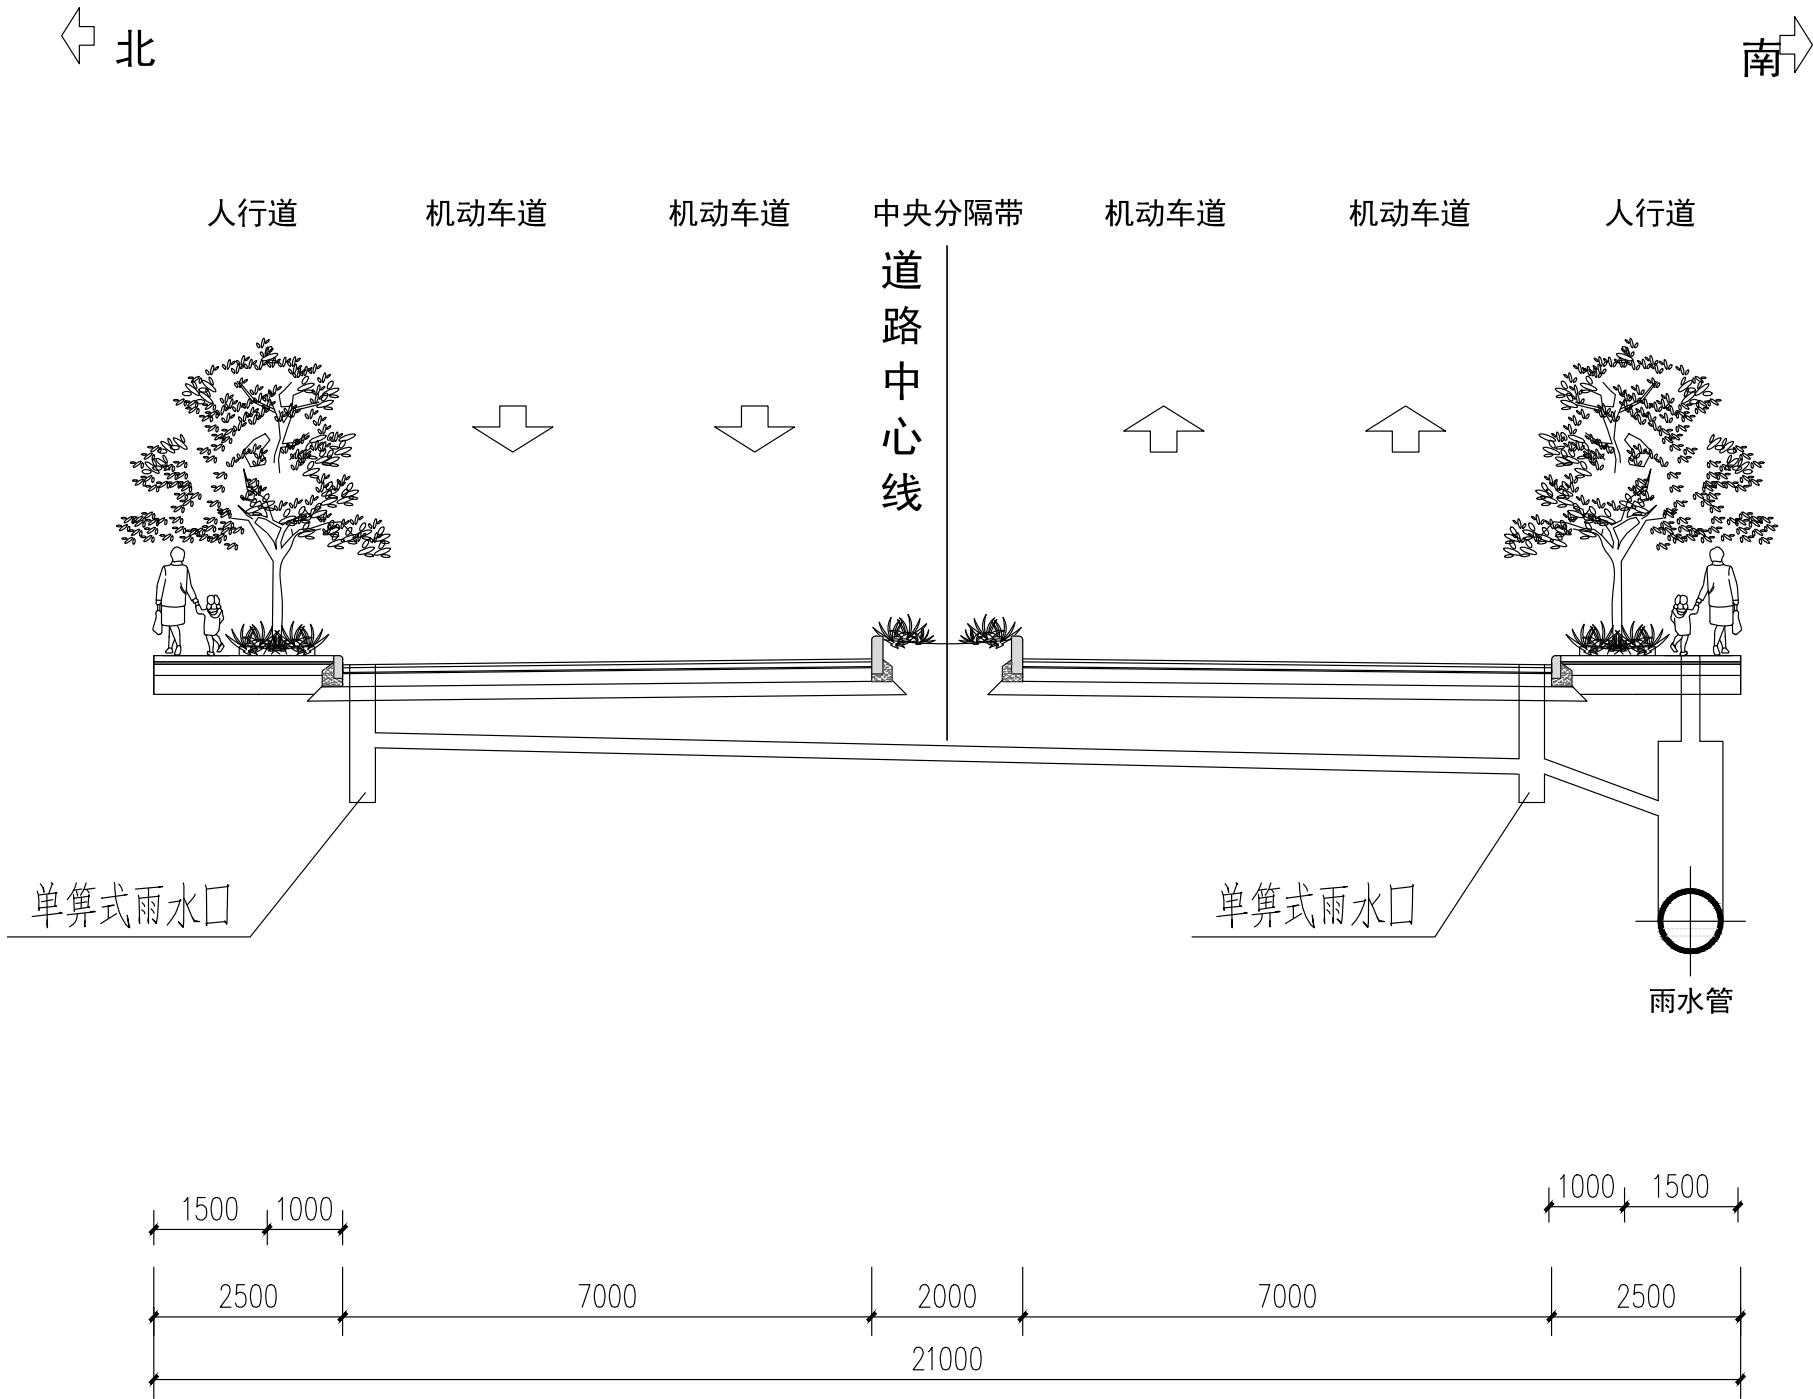 北
南
人行道 机动车道 机动车道 中央分隔带 机动车道 机动车道 人行道
道路中心线
单箅式雨水口
单箅式雨水口
雨水管
1500 1000
1000 1500
2500 7000 2000 7000 2500
21000